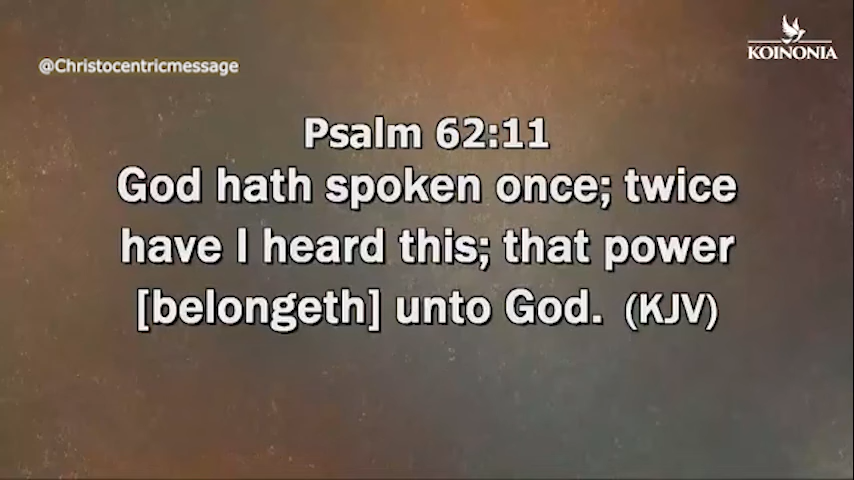 KOINONIA
@Christocentricmessage
Psalm 62:11
God hath spoken once; twice
have I heard this; that power
[belongeth] unto God. (KJV)